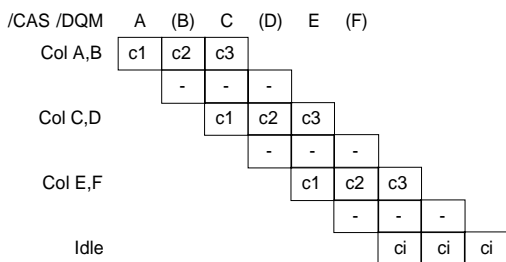 /CAS /DQM A (B) C (D) E (F)
Col A,B c1 c2 c3
- - -
Col C,D c1 c2 c3
- - -
Col E,F c1 c2 c3
- - -
Idle ci ci ci